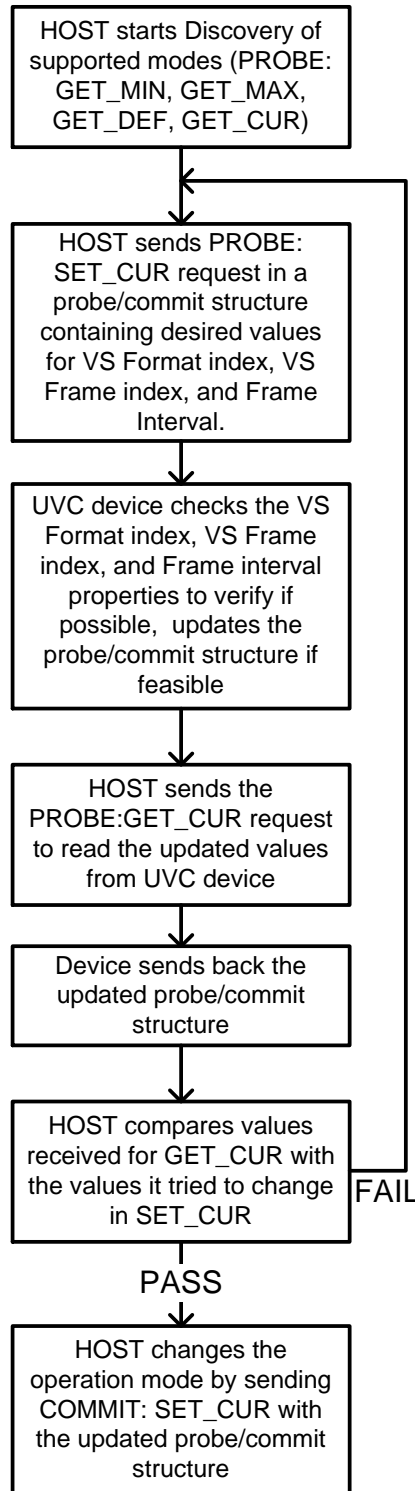 HOST starts Discovery of
supported modes (PROBE:
GET_MIN, GET_MAX,
GET_DEF, GET_CUR)
HOST sends PROBE:
SET_CUR request in a
probe/commit structure
containing desired values
for VS Format index, VS
Frame index, and Frame
Interval.
UVC device checks the VS
Format index, VS Frame
index, and Frame interval
properties to verify if
possible,  updates the
probe/commit structure if
feasible
HOST sends the
PROBE:GET_CUR request
to read the updated values
from UVC device
Device sends back the
updated probe/commit
structure
HOST compares values
received for GET_CUR with
the values it tried to change
in SET_CUR
FAIL
PASS
HOST changes the
operation mode by sending
COMMIT: SET_CUR with
the updated probe/commit
structure